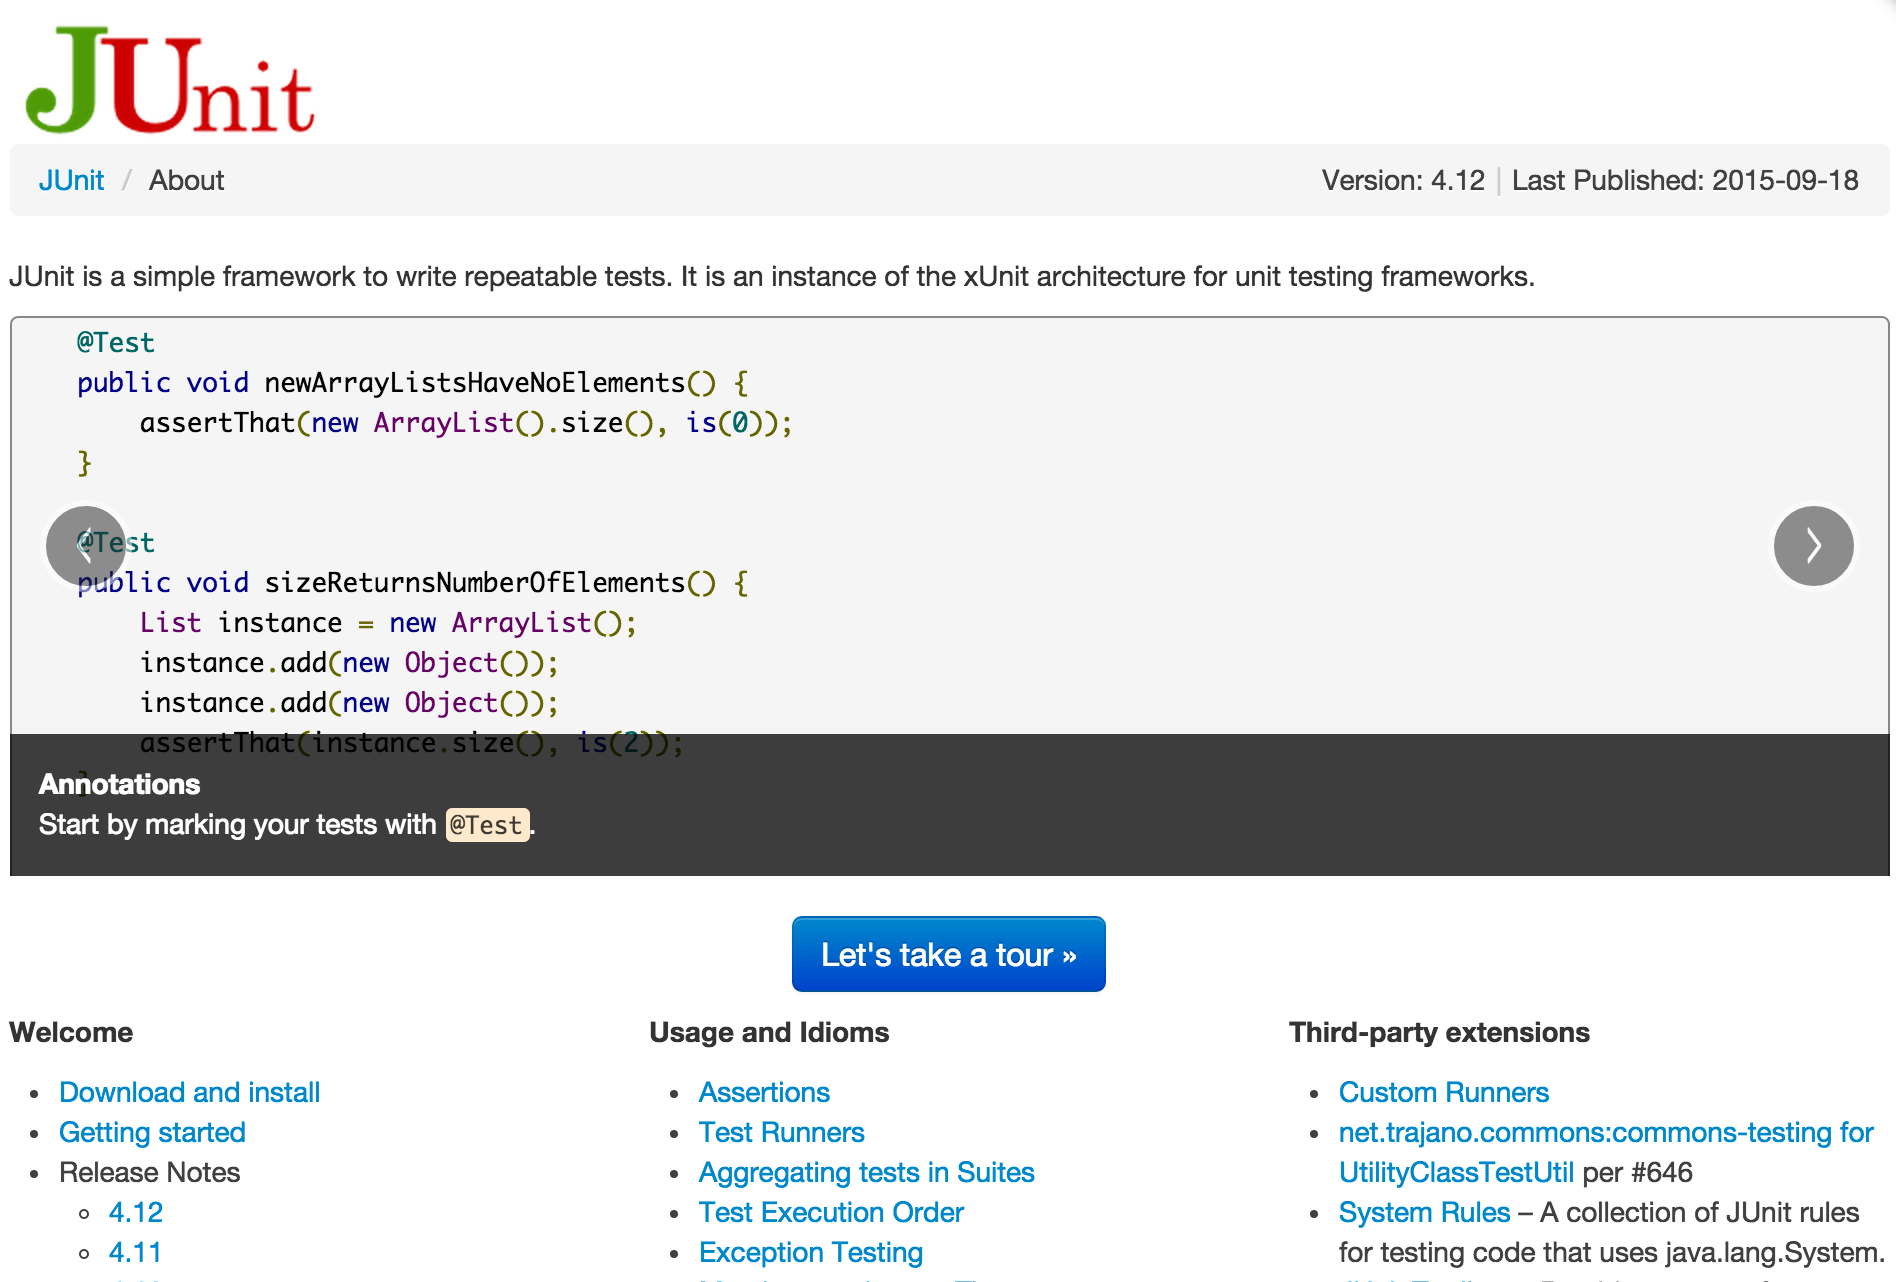 JUnit
JUnit / About
Version: 4.12 | Last Published: 2015-09-18
JUnit is a simple framework to write repeatable tests. It is an instance of the xUnit architecture for unit testing frameworks.
@Test
public void newArrayListsHaveNoElements() {
    assertThat(new ArrayList().size(), is(0));
}
@Test
public void sizeReturnsNumberOfElements() {
    List instance = new ArrayList();
    instance.add(new Object());
    instance.add(new Object());
    assertThat(instance.size(), is(2));
}
Annotations
Start by marking your tests with @Test.
Let's take a tour »
Welcome
• Download and install
• Getting started
• Release Notes
◦ 4.12
◦ 4.11
Usage and Idioms
• Assertions
• Test Runners
• Aggregating tests in Suites
• Test Execution Order
• Exception Testing
Third-party extensions
• Custom Runners
• net.trajano.commons:commons-testing for
UtilityClassTestUtil per #646
• System Rules – A collection of JUnit rules
for testing code that uses java.lang.System.